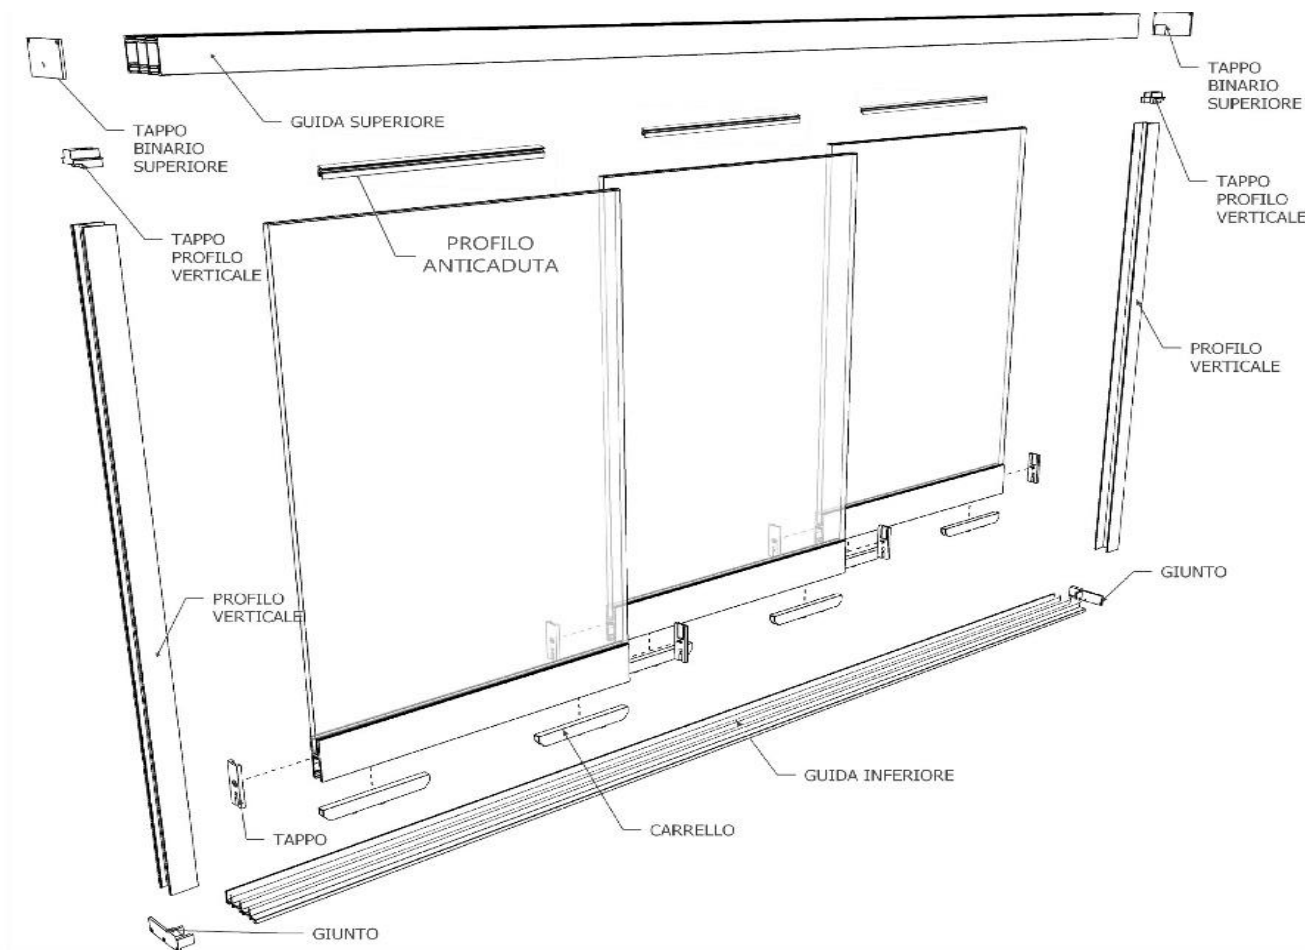 TAPPO
BINARIO
SUPERIORE
GUIDA SUPERIORE
TAPPO
BINARIO
SUPERIORE
TAPPO
PROFILO
VERTICALE
PROFILO
ANTICADUTA
TAPPO
PROFILO
VERTICALE
PROFILO
VERTICALE
GIUNTO
PROFILO
VERTICALE
GUIDA INFERIORE
CARRELLO
TAPPO
GIUNTO